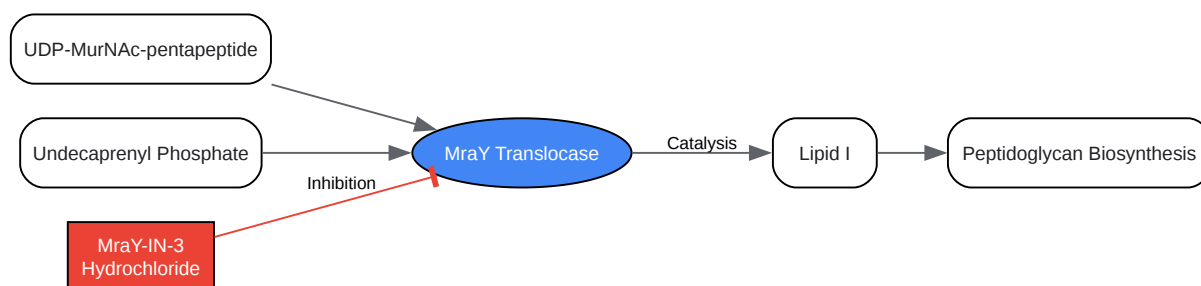 UDP-MurNAc-pentapeptide
Undecaprenyl Phosphate
MraY Translocase
Catalysis
Lipid I
Peptidoglycan Biosynthesis
Inhibition
MraY-IN-3
Hydrochloride